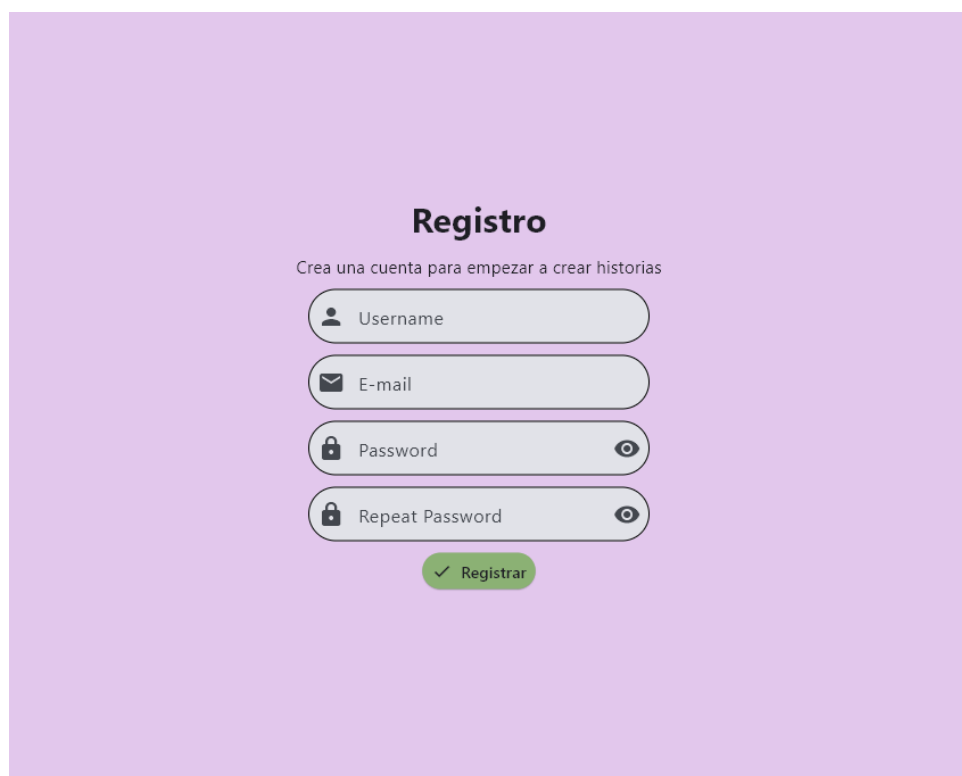 Registro
Crea una cuenta para empezar a crear historias
Username
E-mail
Password
Repeat Password
Registrar